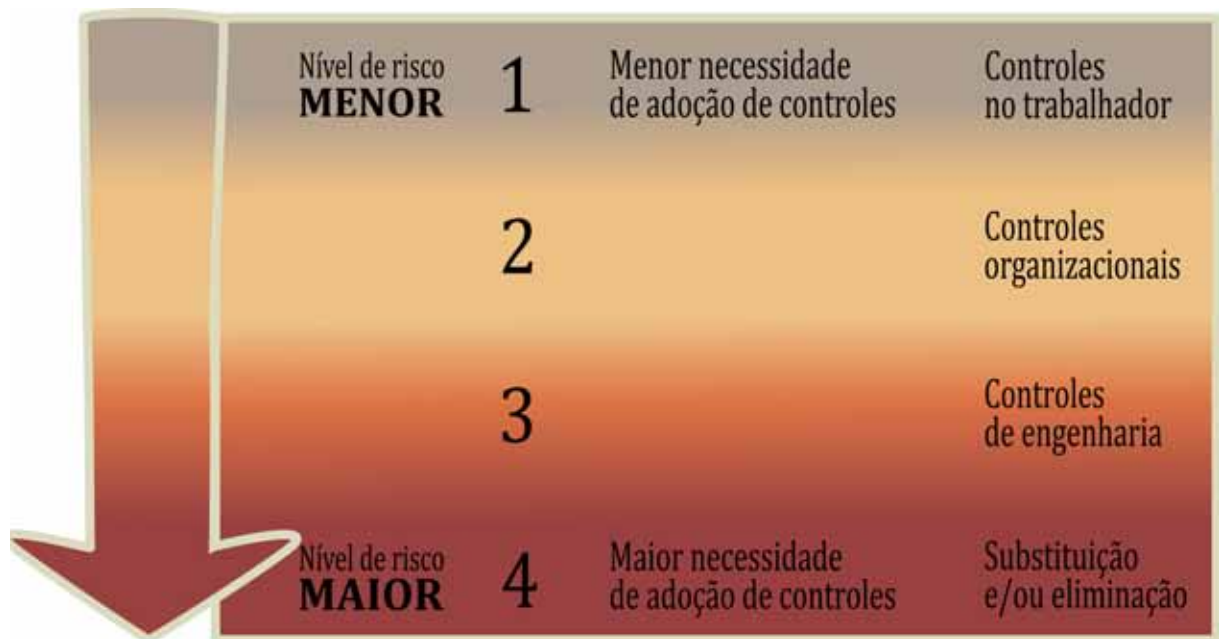 Nível de risco
MENOR
1
Menor necessidade
de adoção de controles
Controles
no trabalhador
2
Controles
organizacionais
3
Controles
de engenharia
Nível de risco
MAIOR
4
Maior necessidade
de adoção de controles
Substituição
e/ou eliminação